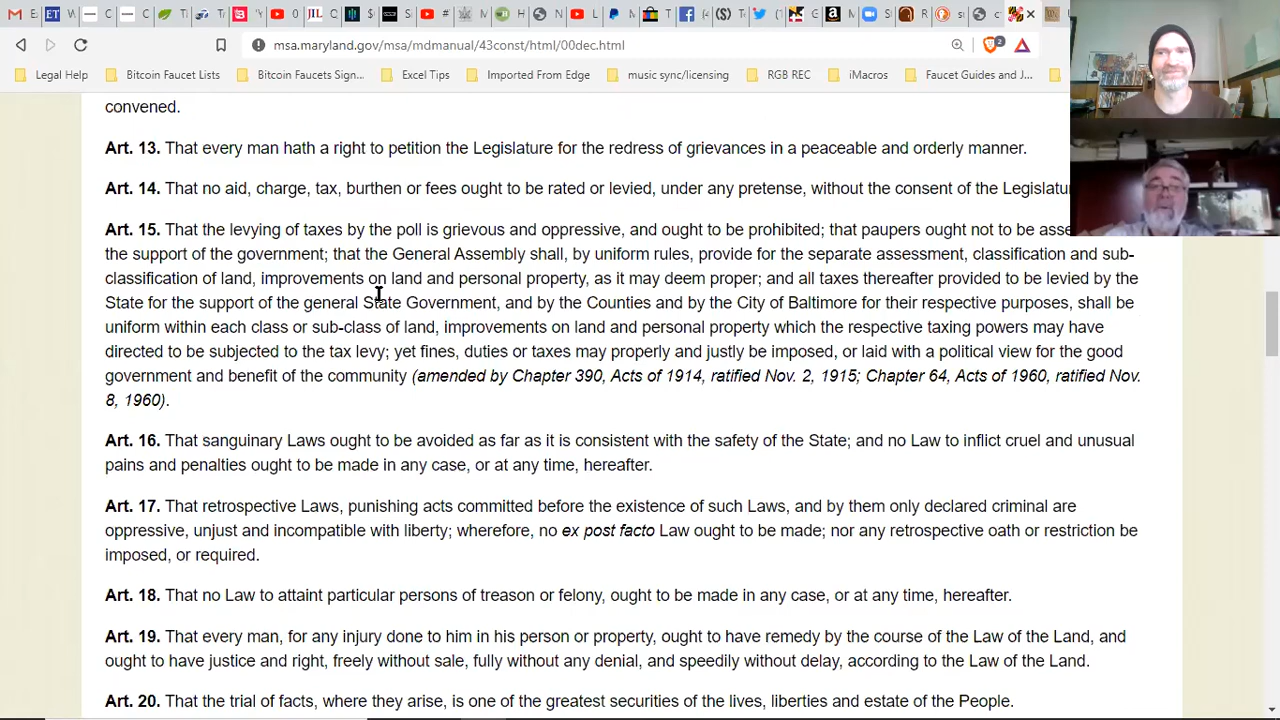 msa.maryland.gov/msa/mdmanual/43const/html/00dec.html
2
Legal Help
Bitcoin Faucet Lists
Bitcoin Faucets Sign...
Excel Tips
Imported From Edge
music sync/licensing
RGB REC
iMacros
Faucet Guides and J...
convened.
Art. 13. That every man hath a right to petition the Legislature for the redress of grievances in a peaceable and orderly manner.
Art. 14. That no aid, charge, tax, burthen or fees ought to be rated or levied, under any pretense, without the consent of the
Art. 15. That the levying of taxes by the poll is grievous and oppressive, and ought to be prohibited; that paupers ought not to be
the support of the government; that the General Assembly shall, by uniform rules, provide for the separate assessment, classification and sub-
classification of land, improvements on land and personal property, as it may deem proper; and all taxes thereafter provided to be levied by the
State for the support of the general State Government, and by the Counties and by the City of Baltimore for their respective purposes, shall be
uniform within each class or sub-class of land, improvements on land and personal property which the respective taxing powers may have
directed to be subjected to the tax levy; yet fines, duties or taxes may properly and justly be imposed, or laid with a political view for the good
government and benefit of the community (amended by Chapter 390, Acts of 1914, ratified Nov. 2, 1915; Chapter 64, Acts of 1960, ratified Nov.
8, 1960).
Art. 16. That sanguinary Laws ought to be avoided as far as it is consistent with the safety of the State; and no Law to inflict cruel and unusual
pains and penalties ought to be made in any case, or at any time, hereafter.
Art. 17. That retrospective Laws, punishing acts committed before the existence of such Laws, and by them only declared criminal are
oppressive, unjust and incompatible with liberty; wherefore, no ex post facto Law ought to be made; nor any retrospective oath or restriction be
imposed, or required.
Art. 18. That no Law to attaint particular persons of treason or felony, ought to be made in any case, or at any time, hereafter.
Art. 19. That every man, for any injury done to him in his person or property, ought to have remedy by the course of the Law of the Land, and
ought to have justice and right, freely without sale, fully without any denial, and speedily without delay, according to the Law of the Land.
Art. 20. That the trial of facts, where they arise, is one of the greatest securities of the lives, liberties and estate of the People.